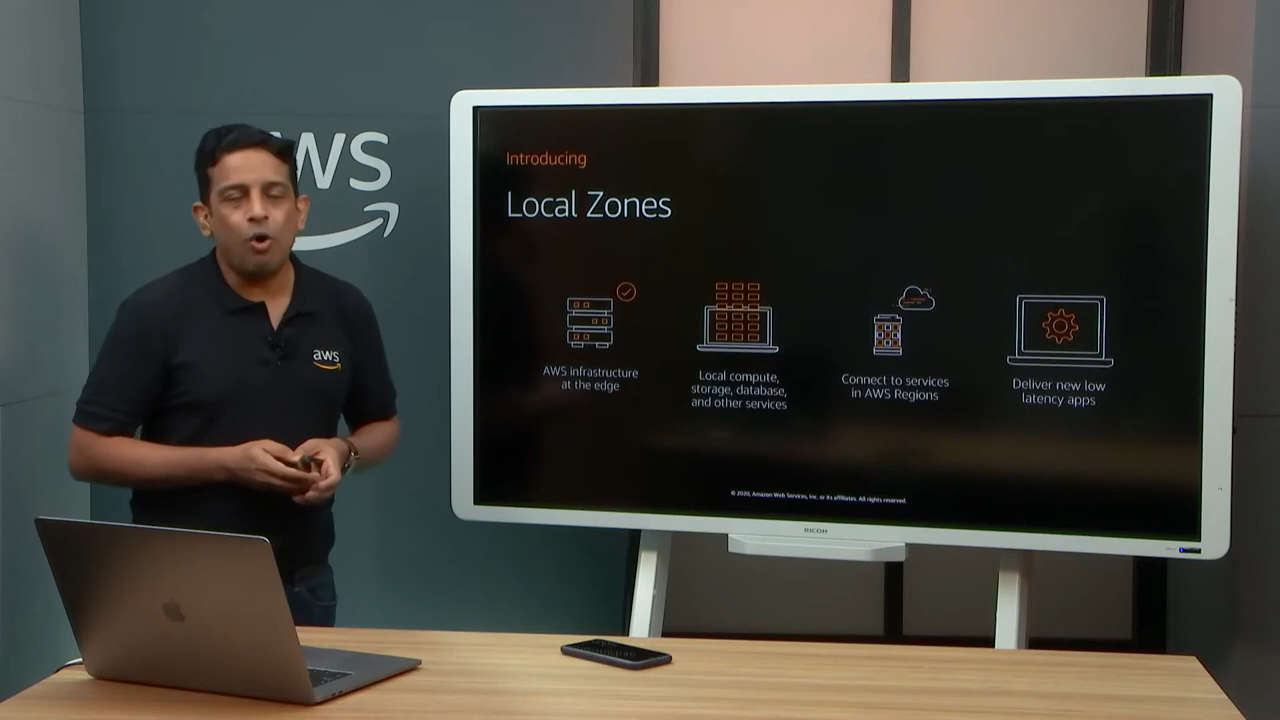 aws
aws
Introducing
Local Zones
AWS infrastructure
at the edge
Local compute,
storage, database,
and other services
Connect to services
in AWS Regions
Deliver new low
latency apps
© 2020, Amazon Web Services, Inc. or its affiliates. All rights reserved.
RICOH